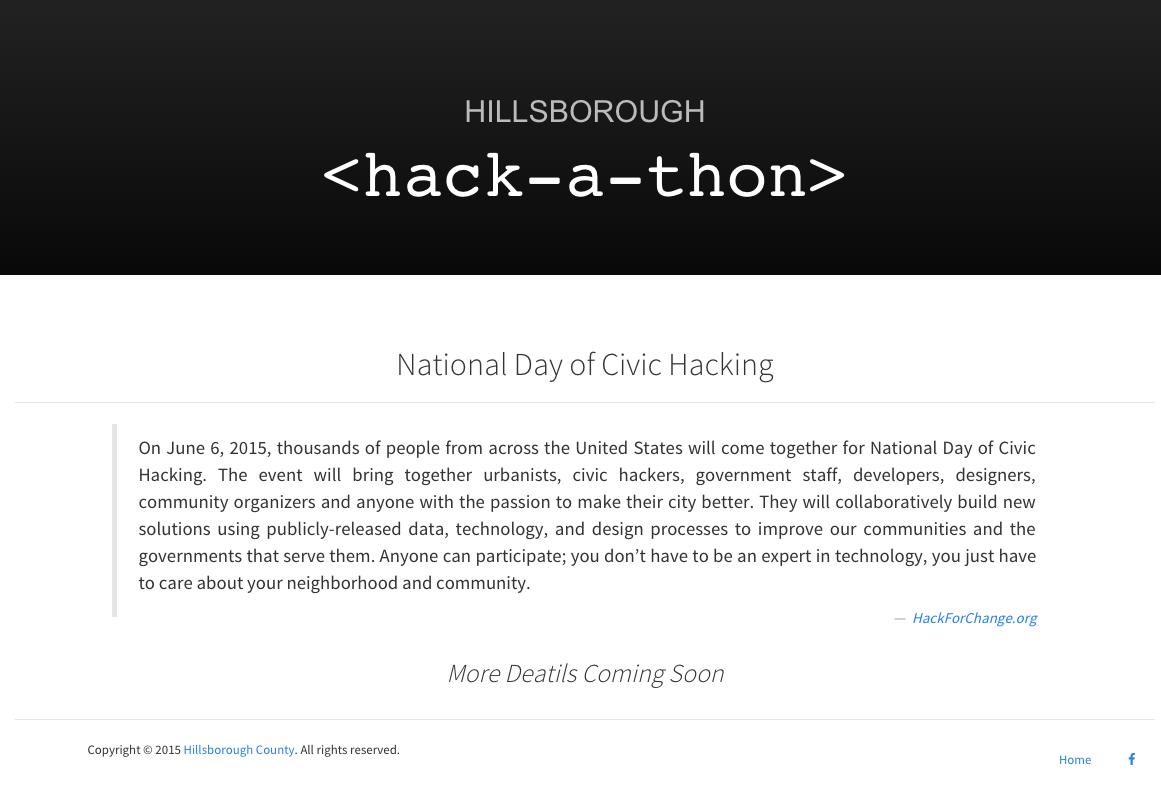 HILLSBOROUGH
<hack-a-thon>
National Day of Civic Hacking
On June 6, 2015, thousands of people from across the United States will come together for National Day of Civic
Hacking. The event will bring together urbanists, civic hackers, government staff, developers, designers,
community organizers and anyone with the passion to make their city better. They will collaboratively build new
solutions using publicly-released data, technology, and design processes to improve our communities and the
governments that serve them. Anyone can participate; you don’t have to be an expert in technology, you just have
to care about your neighborhood and community.
— HackForChange.org
More Deatils Coming Soon
Copyright © 2015 Hillsborough County. All rights reserved.
Home